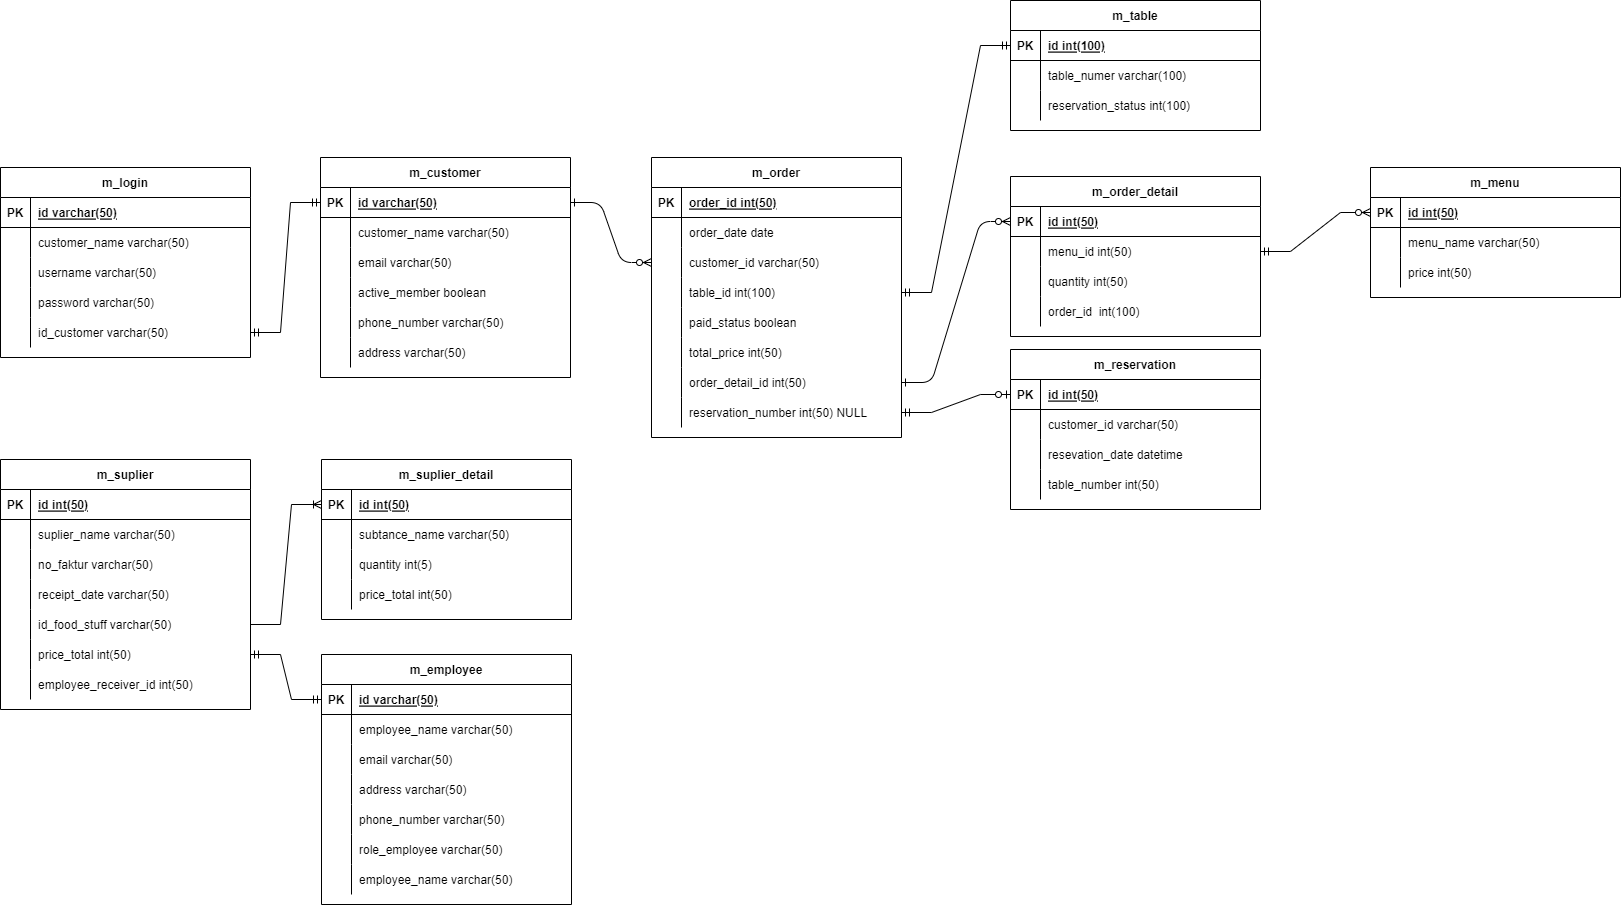 m_table
PK id int(100)
table_numer varchar(100)
reservation_status int(100)
m_login
PK id varchar(50)
customer_name varchar(50)
username varchar(50)
password varchar(50)
id_customer varchar(50)
m_customer
PK id varchar(50)
customer_name varchar(50)
email varchar(50)
active_member boolean
phone_number varchar(50)
address varchar(50)
m_order
PK order_id int(50)
order_date date
customer_id varchar(50)
table_id int(100)
paid_status boolean
total_price int(50)
order_detail_id int(50)
reservation_number int(50) NULL
m_order_detail
PK id int(50)
menu_id int(50)
quantity int(50)
order_id int(100)
m_menu
PK id int(50)
menu_name varchar(50)
price int(50)
m_reservation
PK id int(50)
customer_id varchar(50)
resevation_date datetime
table_number int(50)
m_suplier
PK id int(50)
suplier_name varchar(50)
no_faktur varchar(50)
receipt_date varchar(50)
id_food_stuff varchar(50)
price_total int(50)
employee_receiver_id int(50)
m_suplier_detail
PK id int(50)
subtance_name varchar(50)
quantity int(5)
price_total int(50)
m_employee
PK id varchar(50)
employee_name varchar(50)
email varchar(50)
address varchar(50)
phone_number varchar(50)
role_employee varchar(50)
employee_name varchar(50)